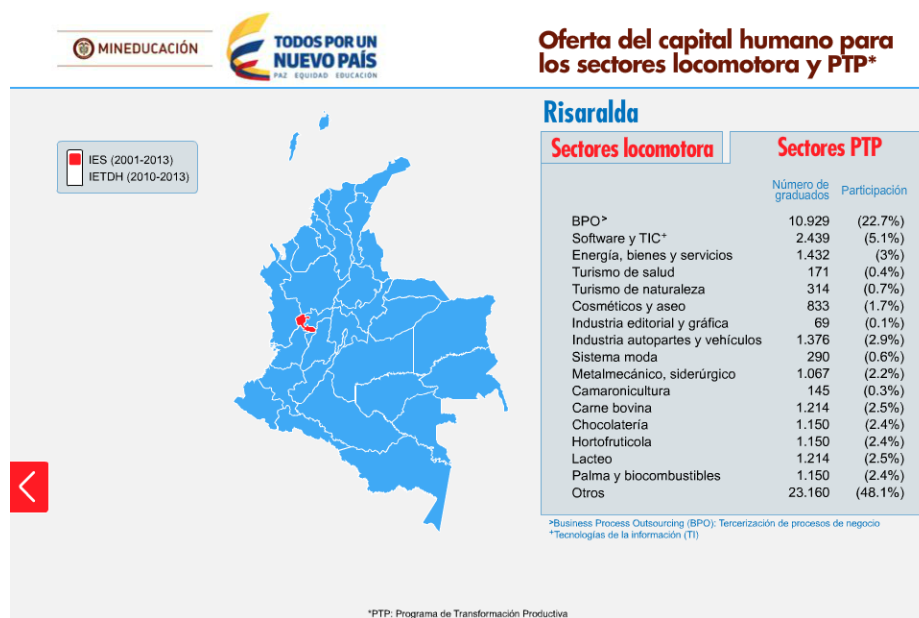 MINEDUCACIÓN
TODOS POR UN
NUEVO PAÍS
PAZ EQUIDAD EDUCACIÓN
Oferta del capital humano para
los sectores locomotora y PTP*
Risaralda
Sectores locomotora
Sectores PTP
IES (2001-2013)
IETDH (2010-2013)
Número de
graduados
Participación
BPO> 10.929 (22.7%)
Software y TIC+ 2.439 (5.1%)
Energía, bienes y servicios 1.432 (3%)
Turismo de salud 171 (0.4%)
Turismo de naturaleza 314 (0.7%)
Cosméticos y aseo 833 (1.7%)
Industria editorial y gráfica 69 (0.1%)
Industria autopartes y vehículos 1.376 (2.9%)
Sistema moda 290 (0.6%)
Metalmecánico, siderúrgico 1.067 (2.2%)
Camaronicultura 145 (0.3%)
Carne bovina 1.214 (2.5%)
Chocolatería 1.150 (2.4%)
Hortofruticola 1.150 (2.4%)
Lacteo 1.214 (2.5%)
Palma y biocombustibles 1.150 (2.4%)
Otros 23.160 (48.1%)
>Business Process Outsourcing (BPO): Tercerización de procesos de negocio
+Tecnologías de la información (TI)
*PTP: Programa de Transformación Productiva